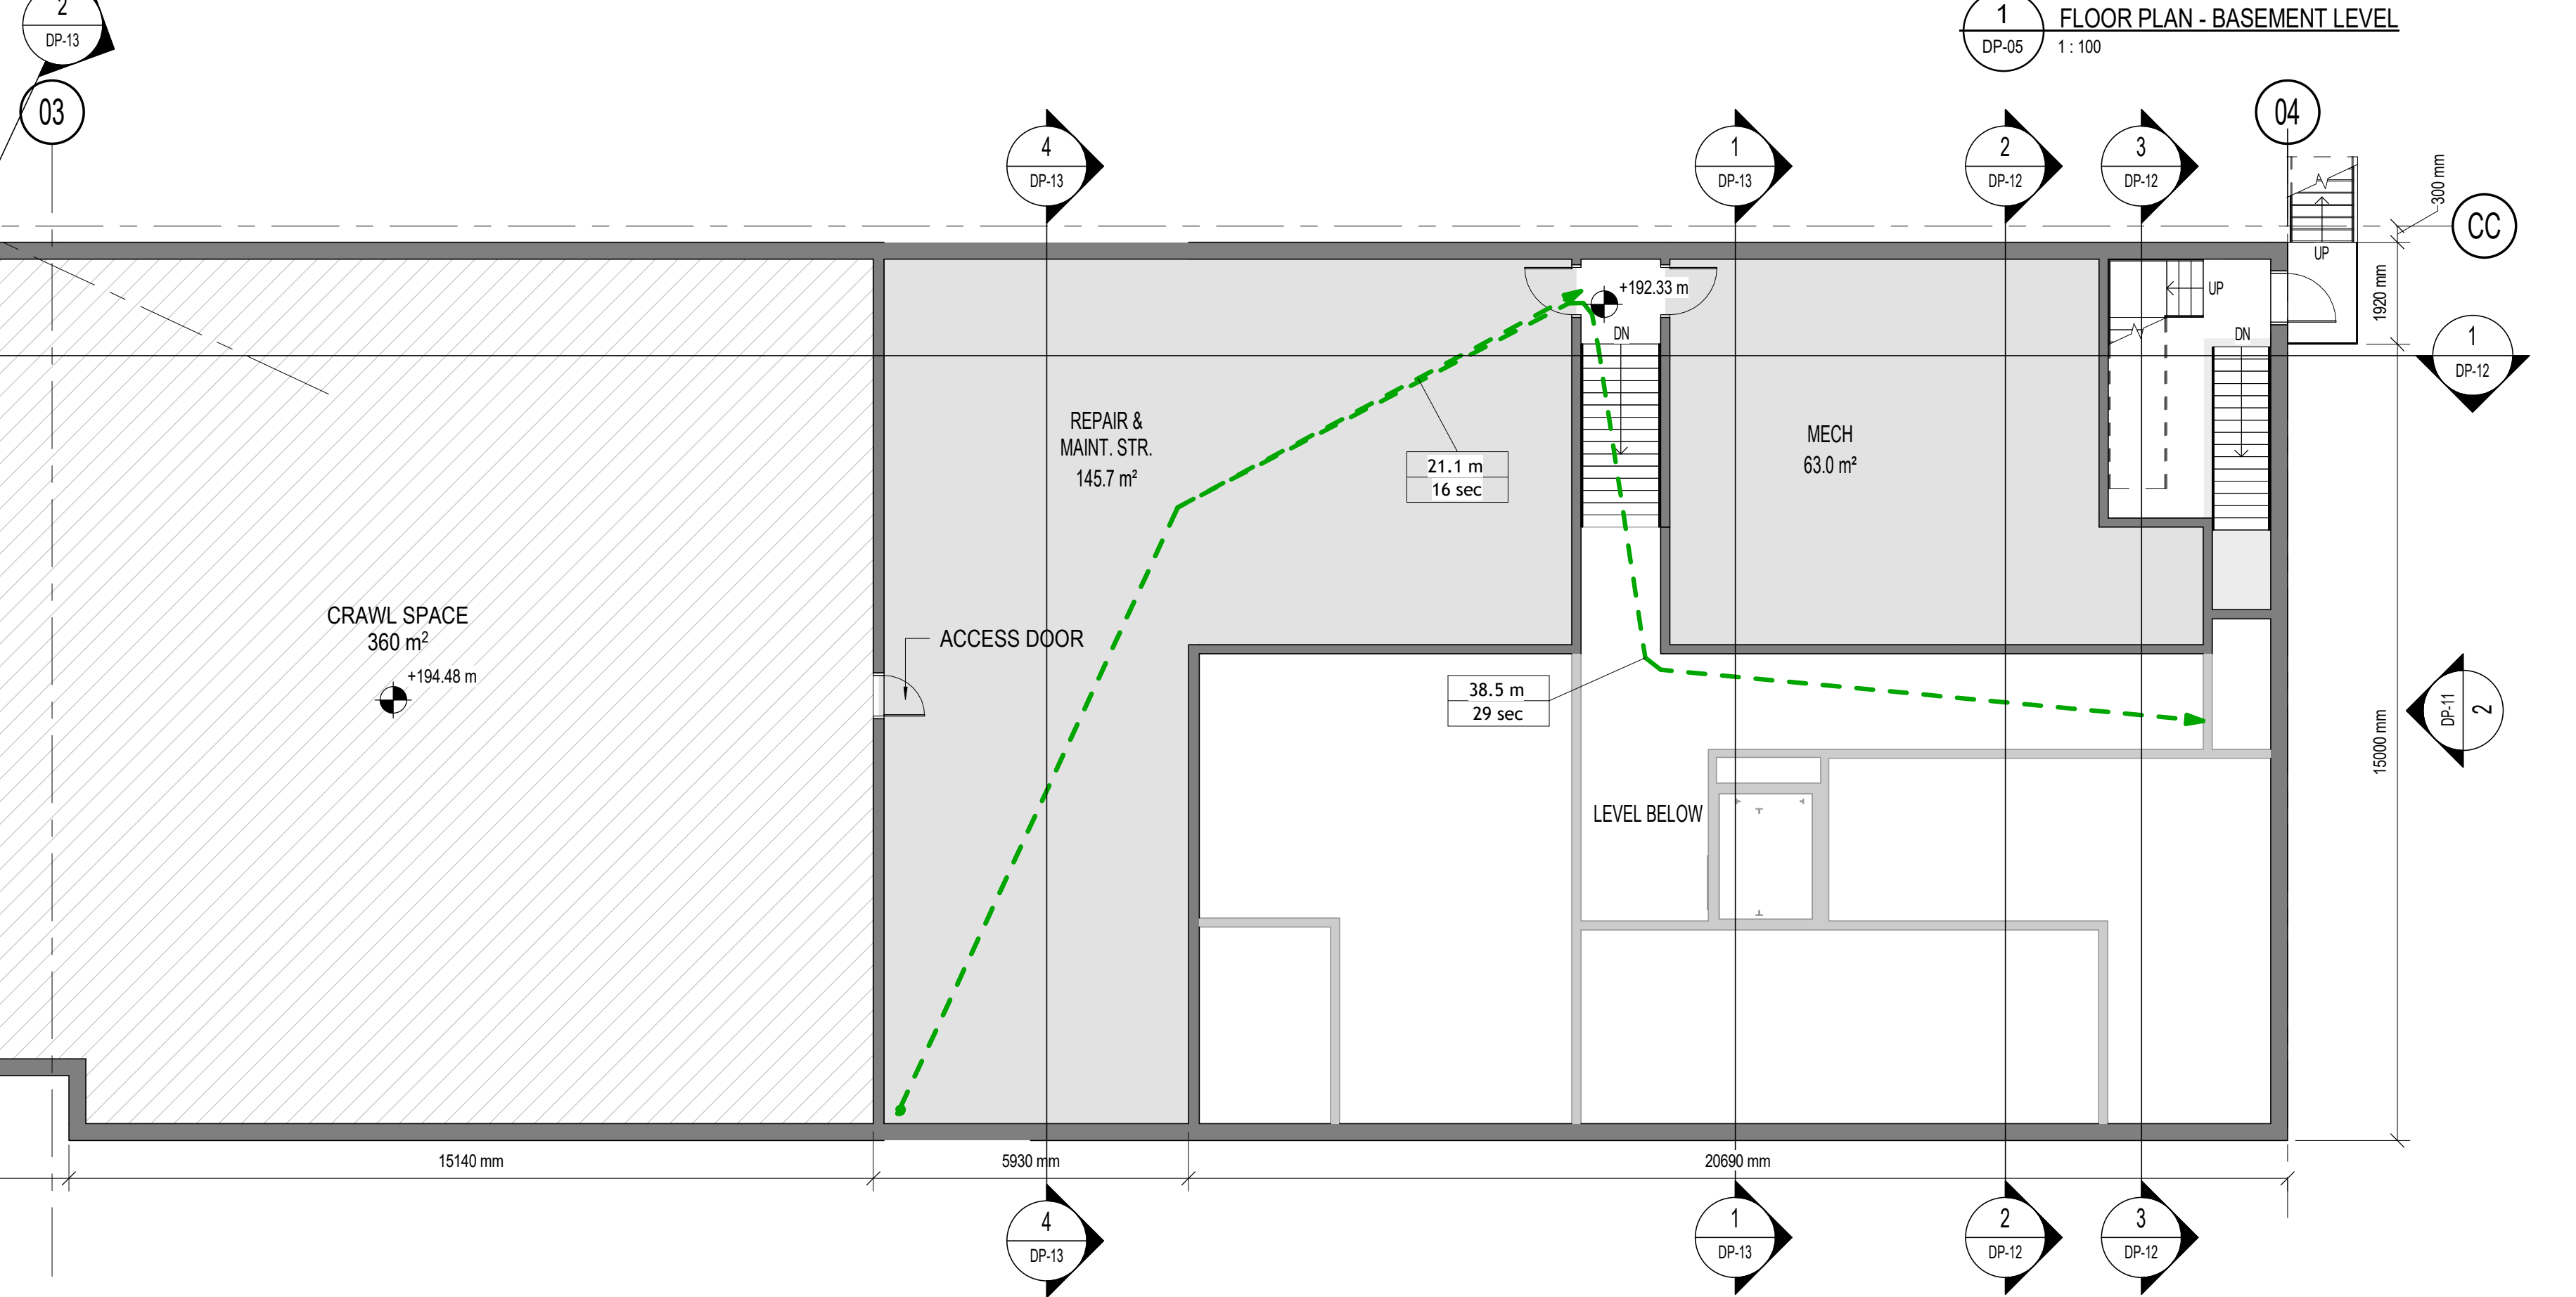 2
DP-13
1
FLOOR PLAN - BASEMENT LEVEL
DP-05
1 : 100
03
04
4
DP-13
1
DP-13
2
DP-12
3
DP-12
300 mm
CC
UP
+192.33 m
UP
1920 mm
DN
DN
1
DP-12
REPAIR &
MAINT. STR.
145.7 m²
MECH
63.0 m²
21.1 m
16 sec
CRAWL SPACE
360 m²
+194.48 m
ACCESS DOOR
38.5 m
29 sec
DP-11
2
15000 mm
LEVEL BELOW
15140 mm
5930 mm
20690 mm
4
DP-13
1
DP-13
2
DP-12
3
DP-12